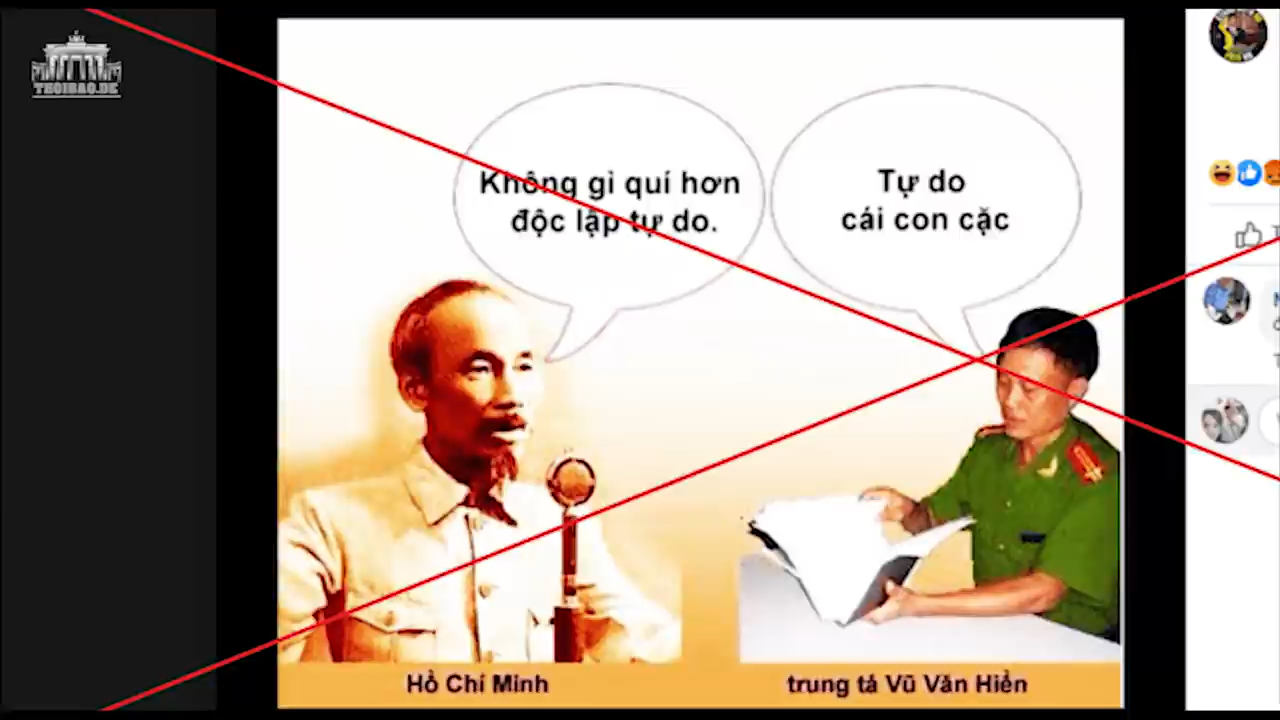 THOIBAO.DE
Không gì quí hơn
độc lập tự do.
Tự do
cái con cặc
Hồ Chí Minh
trung tá Vũ Văn Hiển